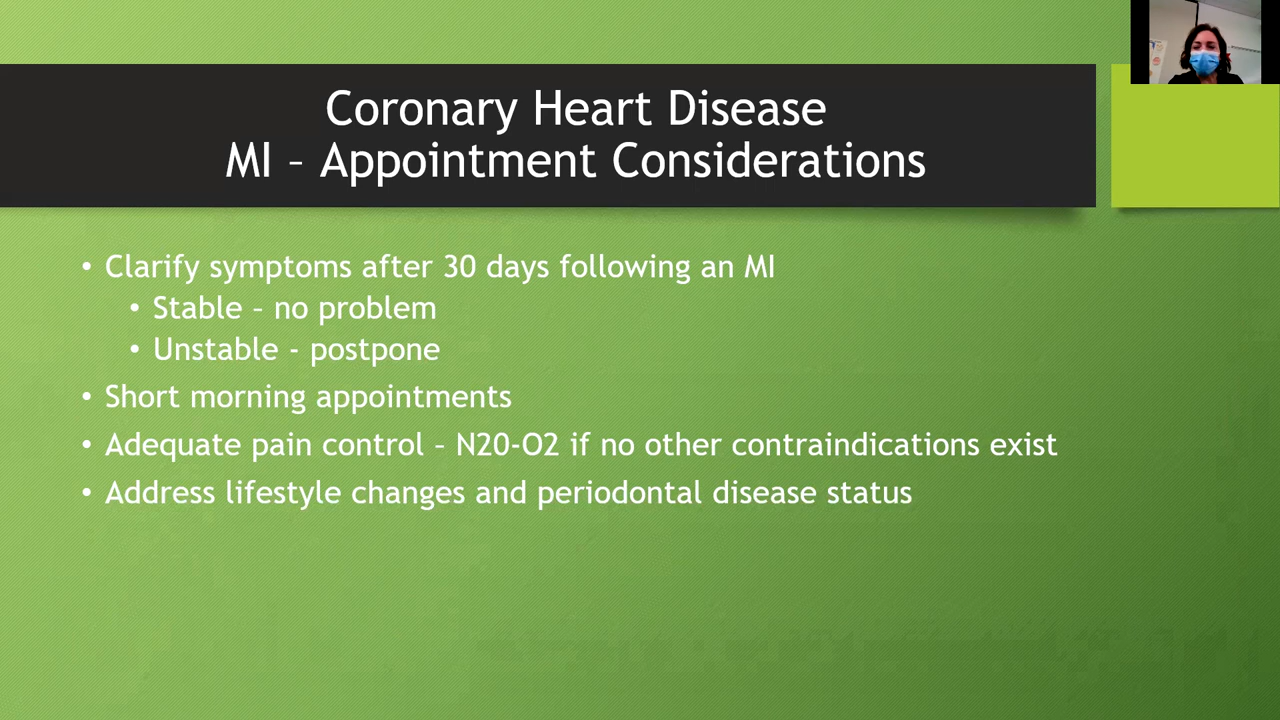 Coronary Heart Disease
MI – Appointment Considerations
• Clarify symptoms after 30 days following an MI
• Stable – no problem
• Unstable - postpone
• Short morning appointments
• Adequate pain control – N20-O2 if no other contraindications exist
• Address lifestyle changes and periodontal disease status